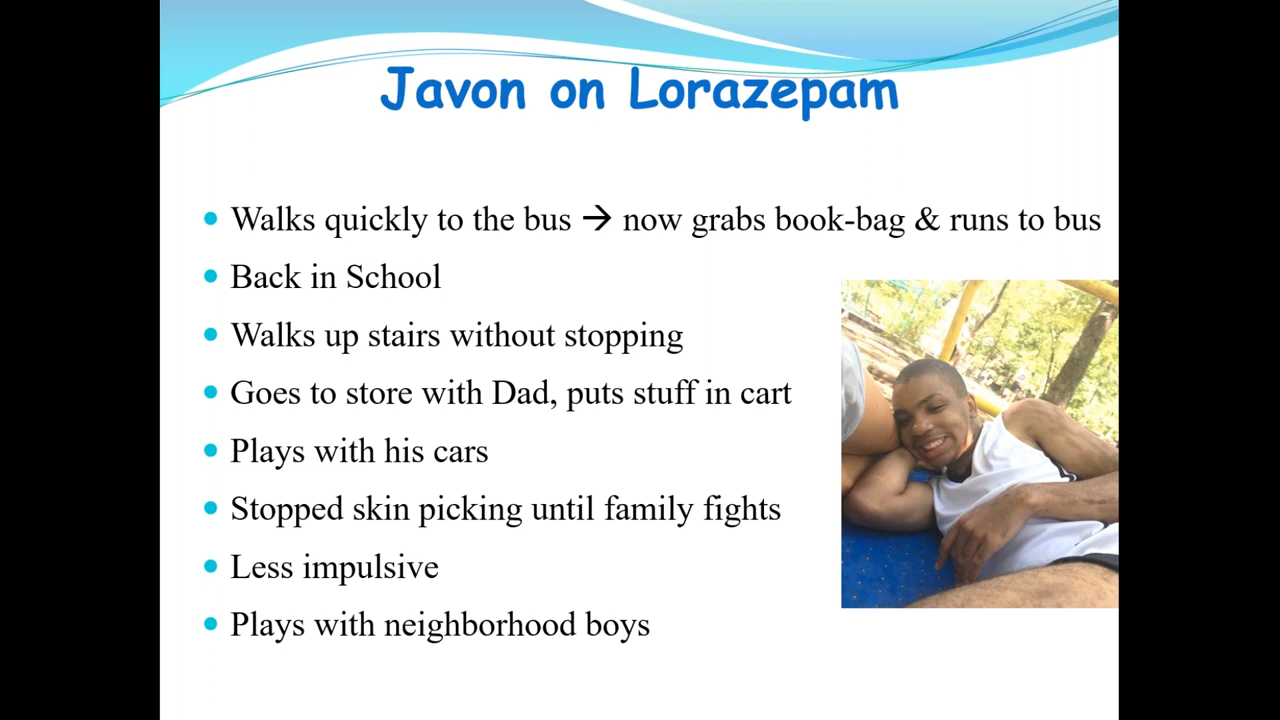 Javon on Lorazepam
Walks quickly to the bus → now grabs book-bag & runs to bus
Back in School
Walks up stairs without stopping
Goes to store with Dad, puts stuff in cart
Plays with his cars
Stopped skin picking until family fights
Less impulsive
Plays with neighborhood boys